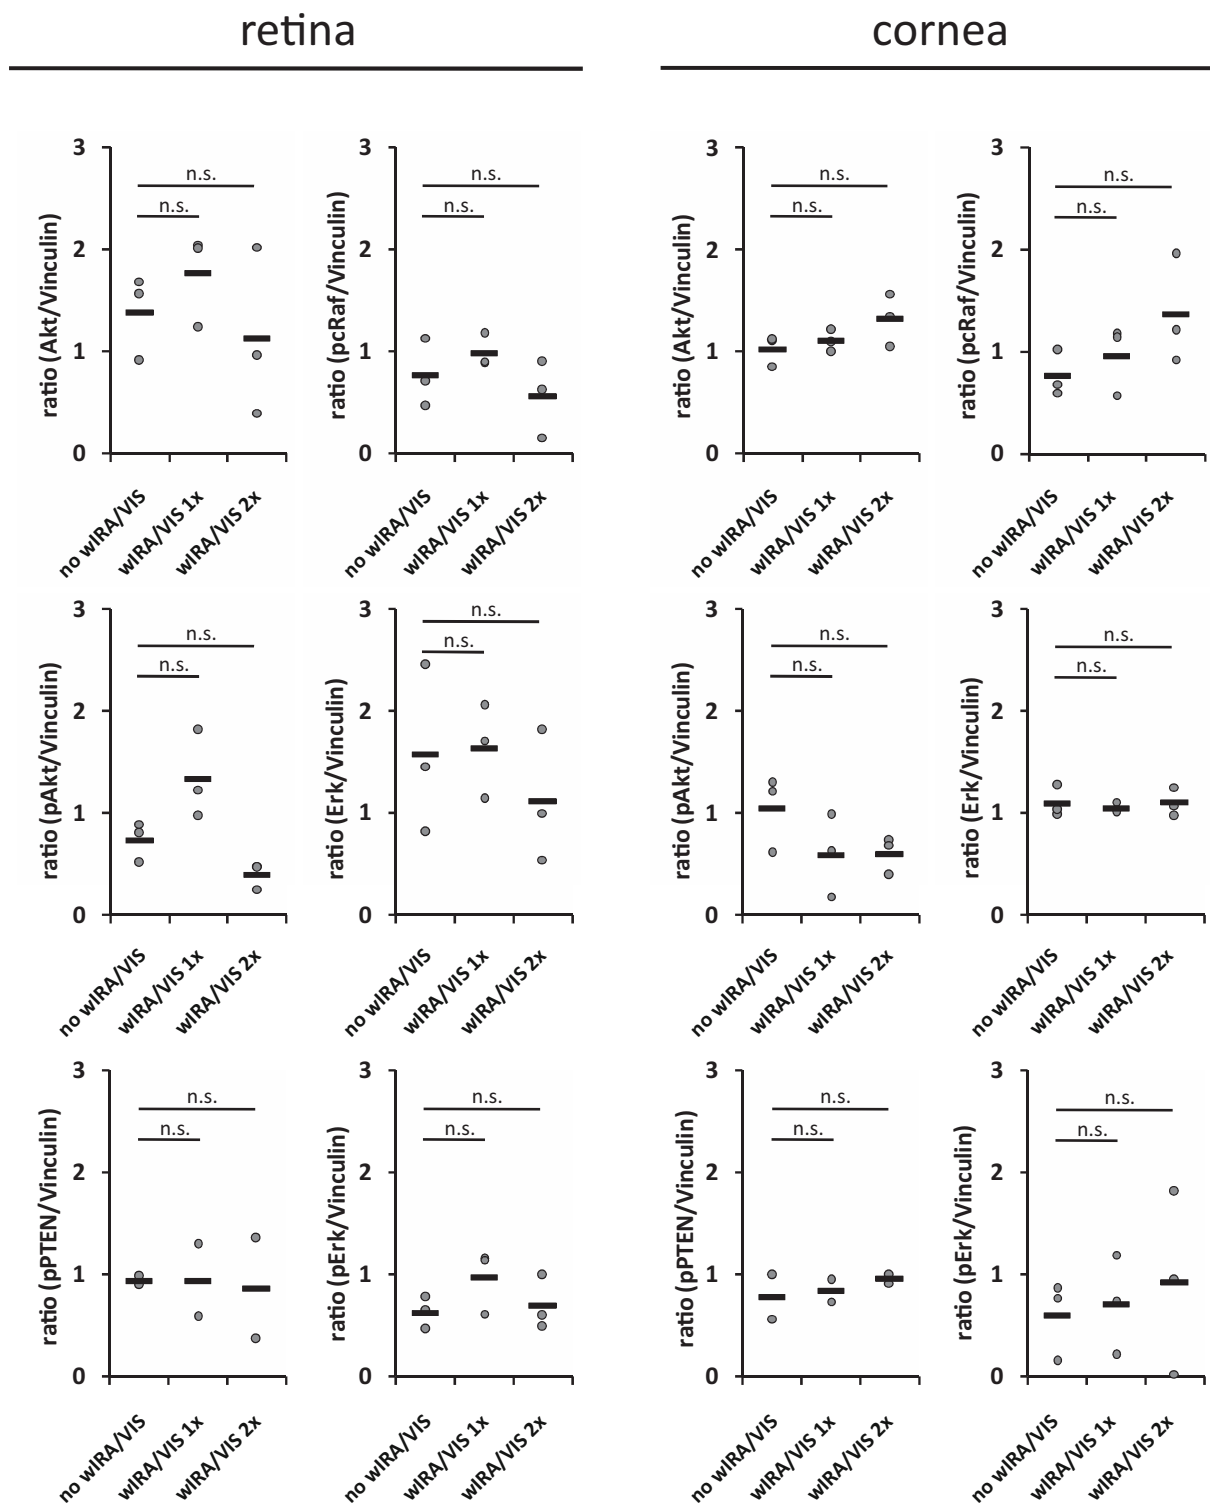 retina
cornea
ratio (Akt/Vinculin)
3
2
1
0
n.s.
n.s.
no wIRA/VIS
wIRA/VIS 1x
wIRA/VIS 2x
ratio (pcRaf/Vinculin)
3
2
1
0
n.s.
n.s.
no wIRA/VIS
wIRA/VIS 1x
wIRA/VIS 2x
ratio (Akt/Vinculin)
3
2
1
0
n.s.
n.s.
no wIRA/VIS
wIRA/VIS 1x
wIRA/VIS 2x
ratio (pcRaf/Vinculin)
3
2
1
0
n.s.
n.s.
no wIRA/VIS
wIRA/VIS 1x
wIRA/VIS 2x
ratio (pAkt/Vinculin)
3
2
1
0
n.s.
n.s.
no wIRA/VIS
wIRA/VIS 1x
wIRA/VIS 2x
ratio (Erk/Vinculin)
3
2
1
0
n.s.
n.s.
no wIRA/VIS
wIRA/VIS 1x
wIRA/VIS 2x
ratio (pAkt/Vinculin)
3
2
1
0
n.s.
n.s.
no wIRA/VIS
wIRA/VIS 1x
wIRA/VIS 2x
ratio (Erk/Vinculin)
3
2
1
0
n.s.
n.s.
no wIRA/VIS
wIRA/VIS 1x
wIRA/VIS 2x
ratio (pPTEN/Vinculin)
3
2
1
0
n.s.
n.s.
no wIRA/VIS
wIRA/VIS 1x
wIRA/VIS 2x
ratio (pErk/Vinculin)
3
2
1
0
n.s.
n.s.
no wIRA/VIS
wIRA/VIS 1x
wIRA/VIS 2x
ratio (pPTEN/Vinculin)
3
2
1
0
n.s.
n.s.
no wIRA/VIS
wIRA/VIS 1x
wIRA/VIS 2x
ratio (pErk/Vinculin)
3
2
1
0
n.s.
n.s.
no wIRA/VIS
wIRA/VIS 1x
wIRA/VIS 2x